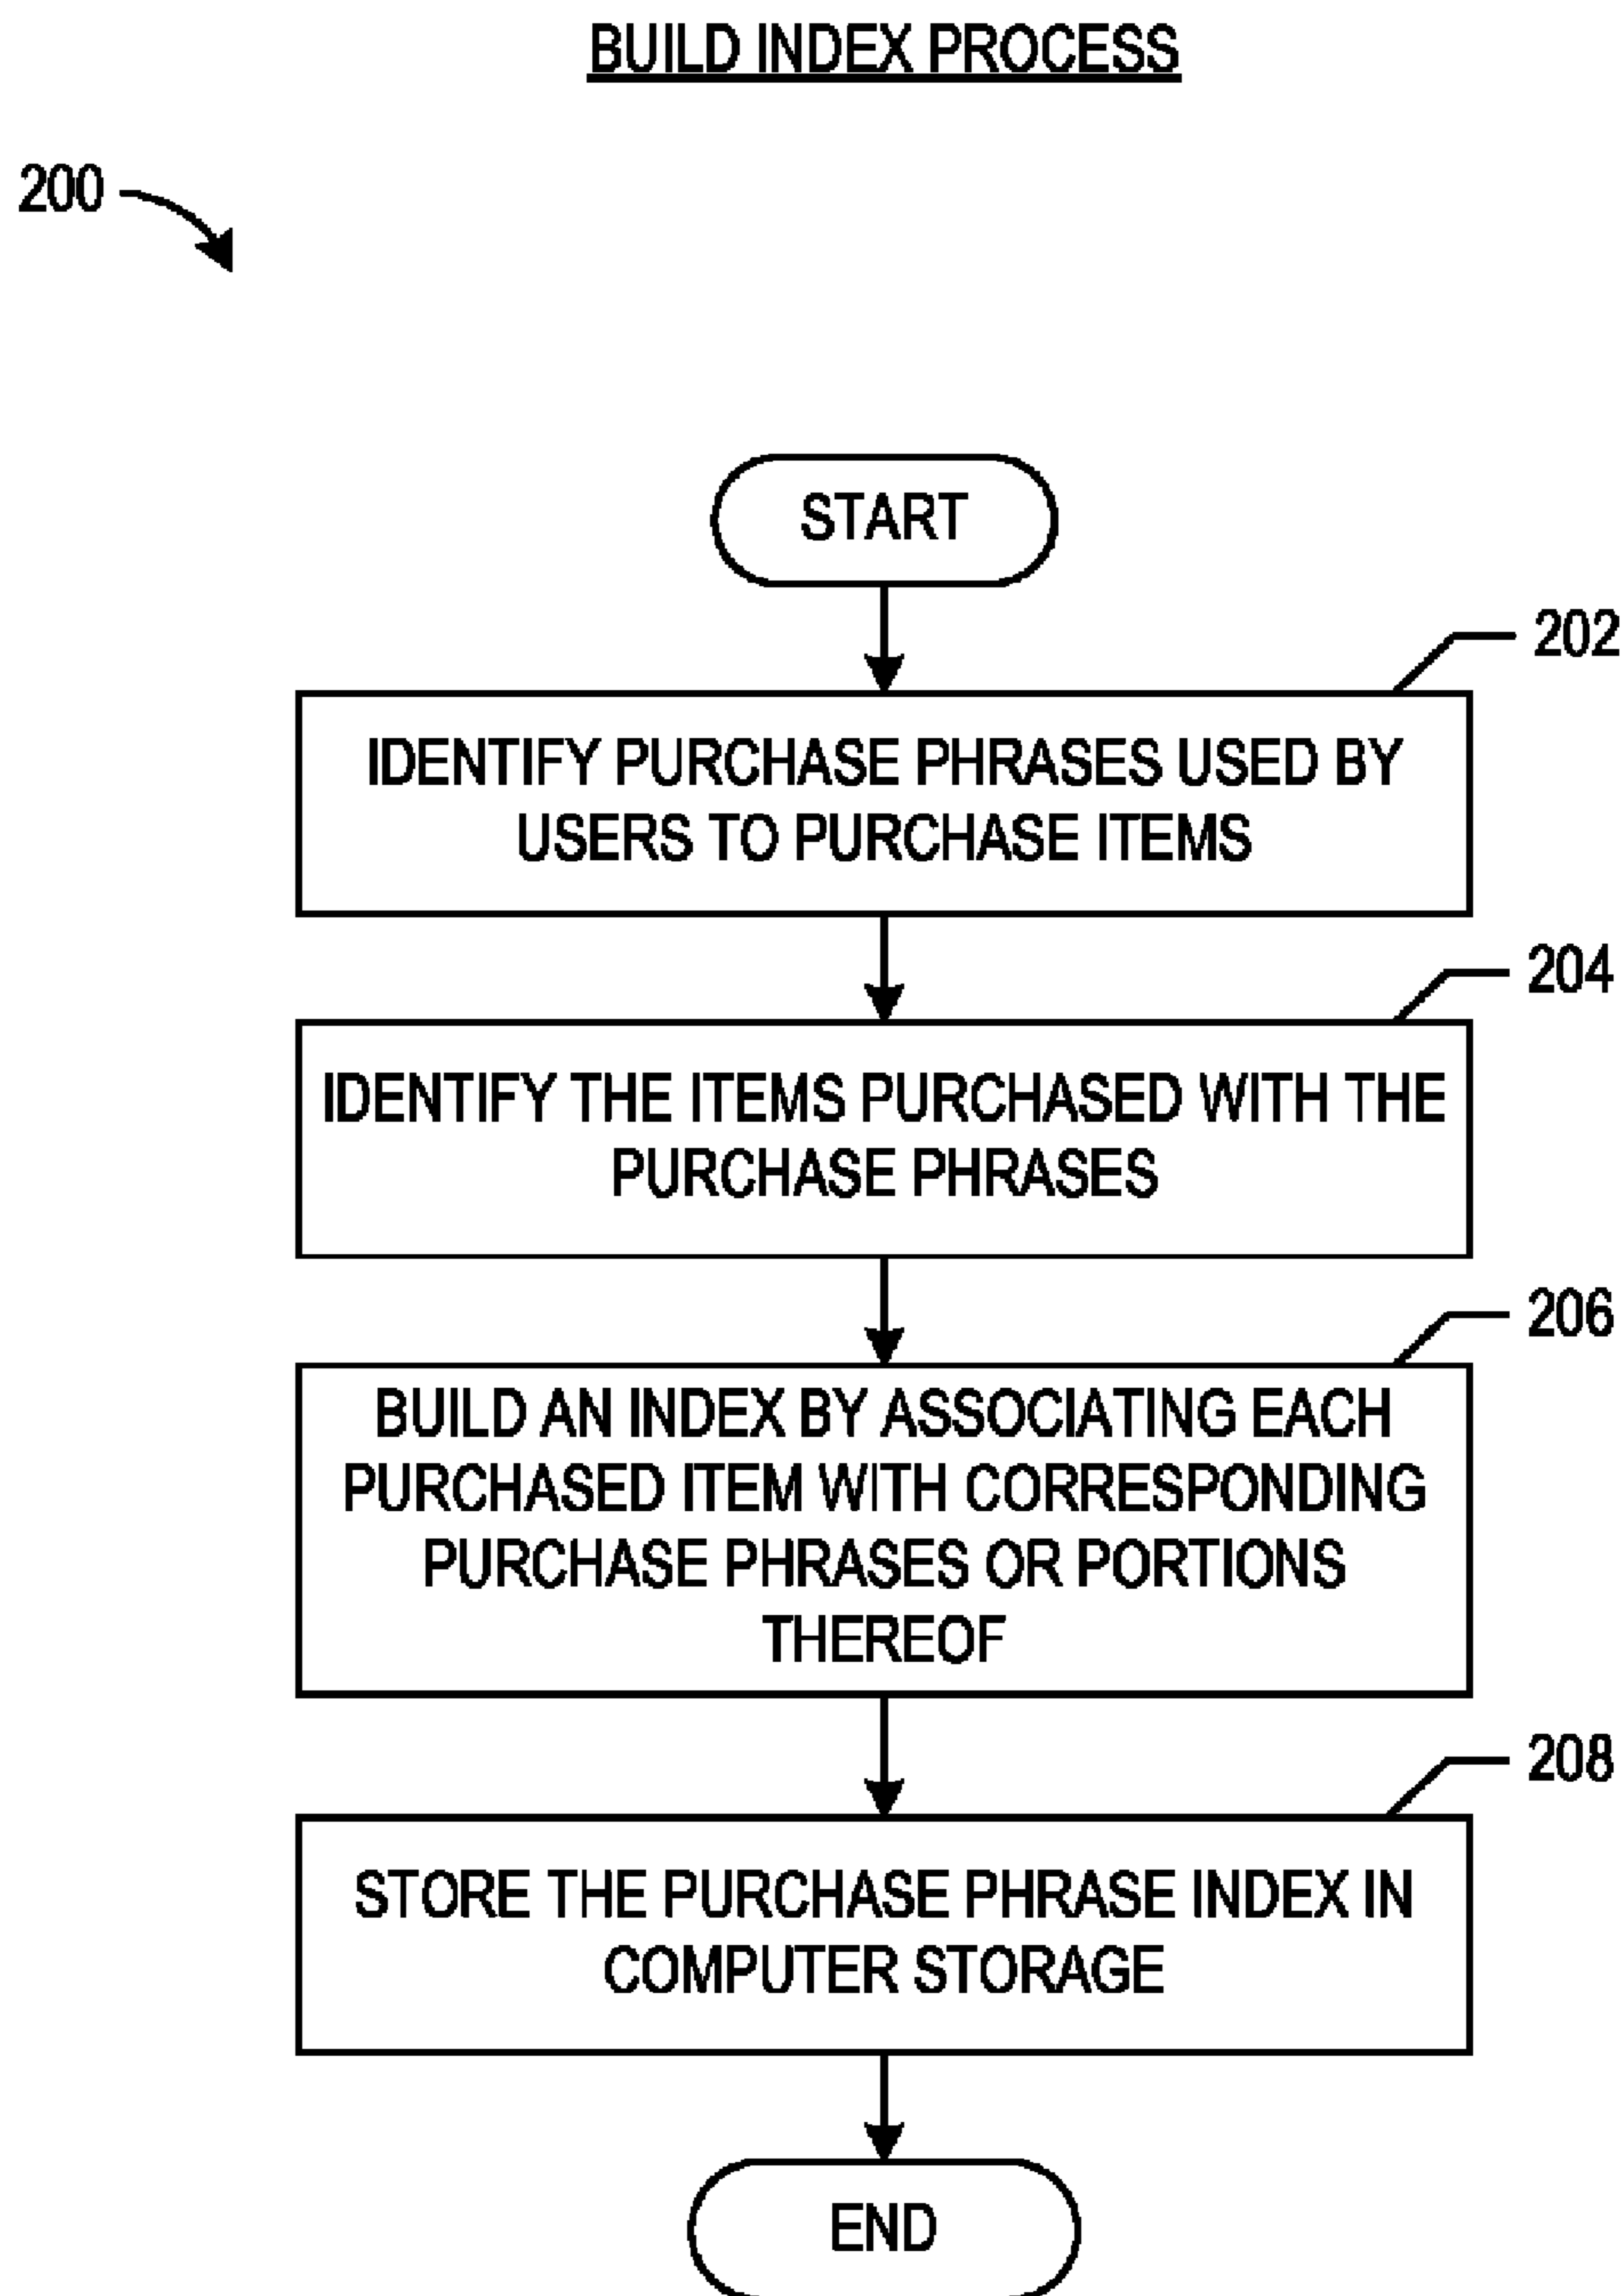 BUILD INDEX PROCESS
200
START
202
IDENTIFY PURCHASE PHRASES USED BY
USERS TO PURCHASE ITEMS
204
IDENTIFY THE ITEMS PURCHASED WITH THE
PURCHASE PHRASES
206
BUILD AN INDEX BY ASSOCIATING EACH
PURCHASED ITEM WITH CORRESPONDING
PURCHASE PHRASES OR PORTIONS
THEREOF
208
STORE THE PURCHASE PHRASE INDEX IN
COMPUTER STORAGE
END